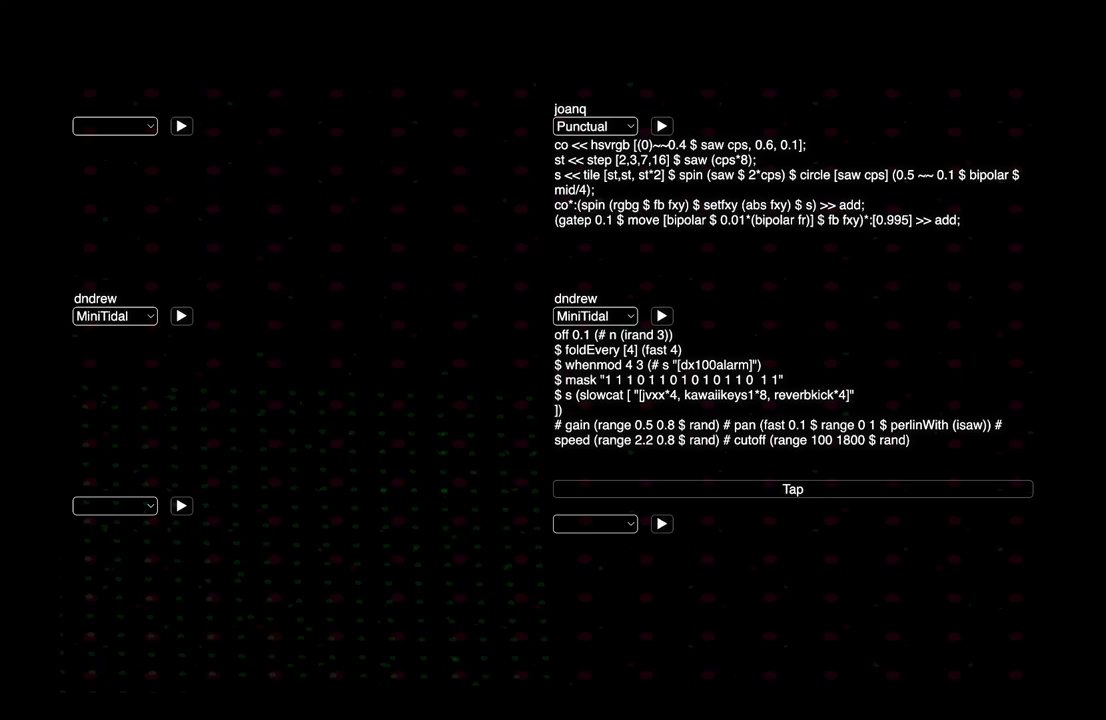 joanq
Punctual
co << hsvrgb [(0)~~0.4 $ saw cps, 0.6, 0.1];
st << step [2,3,7,16] $ saw (cps*8);
s << tile [st,st, st*2] $ spin (saw $ 2*cps) $ circle [saw cps] (0.5 ~~ 0.1 $ bipolar $
mid/4);
co*:(spin (rgbg $ fb fxy) $ setfxy (abs fxy) $ s) >> add;
(gatep 0.1 $ move [bipolar $ 0.01*(bipolar fr)] $ fb fxy)*:[0.995] >> add;
dndrew
MiniTidal
dndrew
MiniTidal
off 0.1 (# n (irand 3))
$ foldEvery [4] (fast 4)
$ whenmod 4 3 (# s "[dx100alarm]")
$ mask "1 1 1 0 1 1 0 1 0 1 0 1 1 0  1 1"
$ s (slowcat [ "[jvxx*4, kawaiikeys1*8, reverbkick*4]"
])
# gain (range 0.5 0.8 $ rand) # pan (fast 0.1 $ range 0 1 $ perlinWith (isaw)) #
speed (range 2.2 0.8 $ rand) # cutoff (range 100 1800 $ rand)
Tap